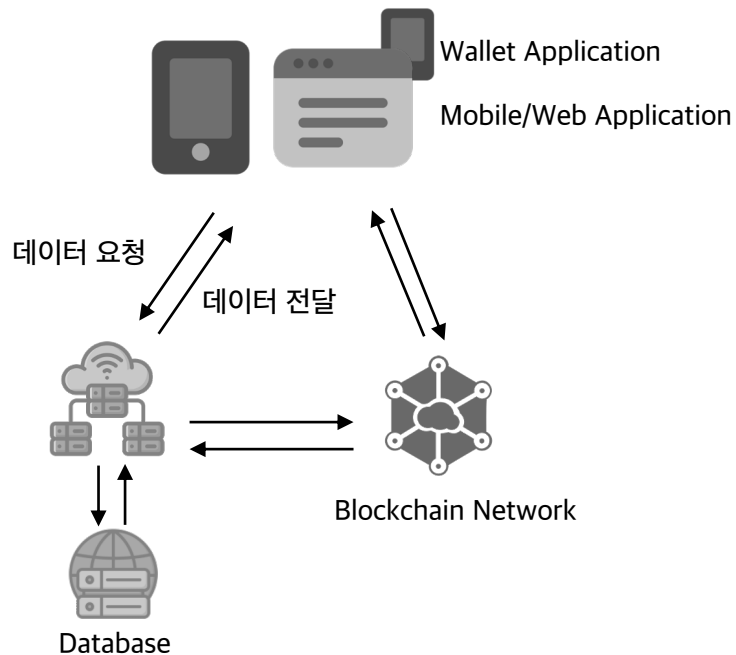 Wallet Application
Mobile/Web Application
데이터 요청
데이터 전달
Blockchain Network
Database